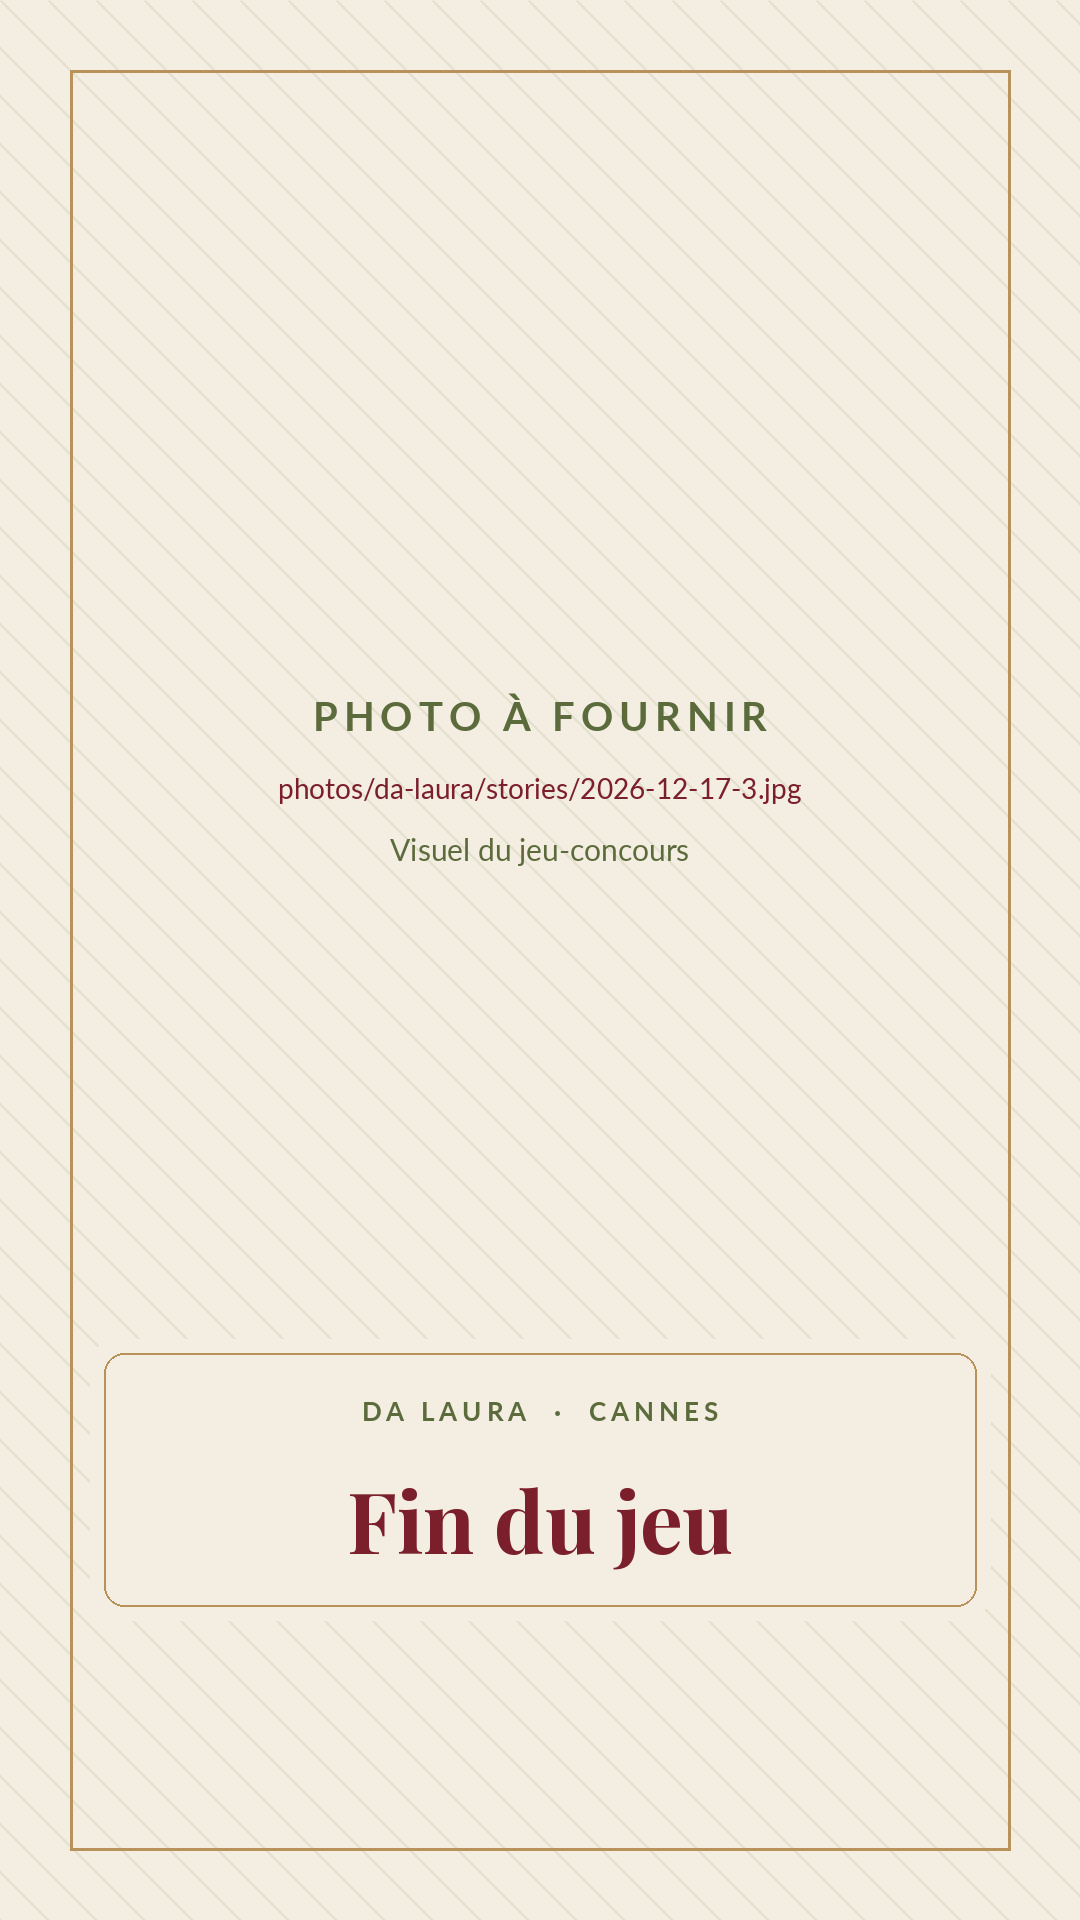 PHOTO À FOURNIR
photos/da-laura/stories/2026-12-17-3.jpg
Visuel du jeu-concours
DA LAURA · CANNES
Fin du jeu